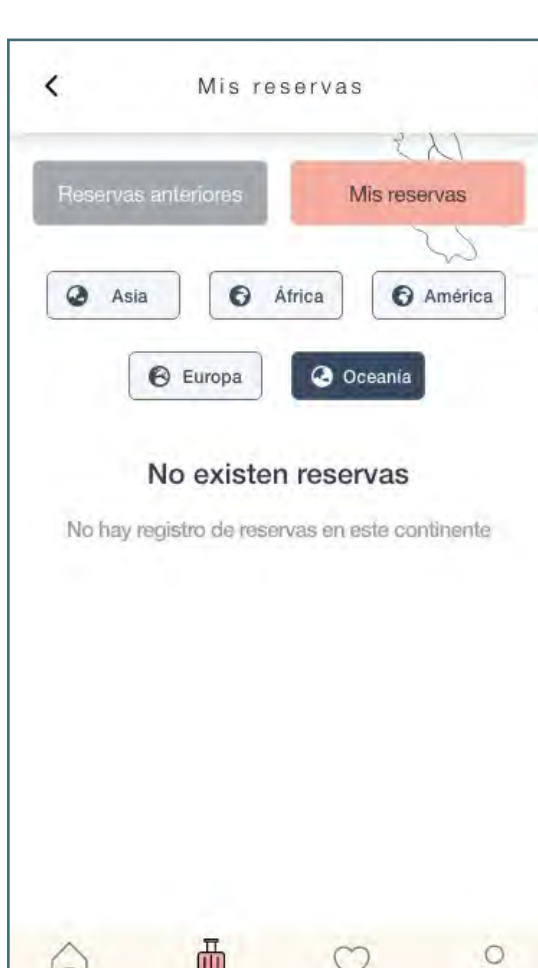 Mis reservas
Reservas anteriores
Mis reservas
Asia
África
América
Europa
Oceanía
No existen reservas
No hay registro de reservas en este continente